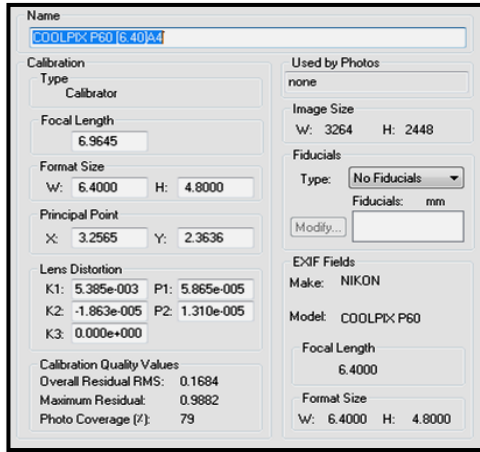 Name
COOLPIX P60 [6.40]A4
Calibration
Type
Calibrator
Focal Length
6.9645
Format Size
W: 6.4000 H: 4.8000
Principal Point
X: 3.2565 Y: 2.3636
Lens Distortion
K1: 5.385e-003 P1: 5.865e-005
K2: -1.863e-005 P2: 1.310e-005
K3: 0.000e+000
Calibration Quality Values
Overall Residual RMS: 0.1684
Maximum Residual: 0.9882
Photo Coverage (%): 79
Used by Photos
none
Image Size
W: 3264 H: 2448
Fiducials
Type: No Fiducials
Fiducials: mm
Modify...
EXIF Fields
Make: NIKON
Model: COOLPIX P60
Focal Length
6.4000
Format Size
W: 6.4000 H: 4.8000